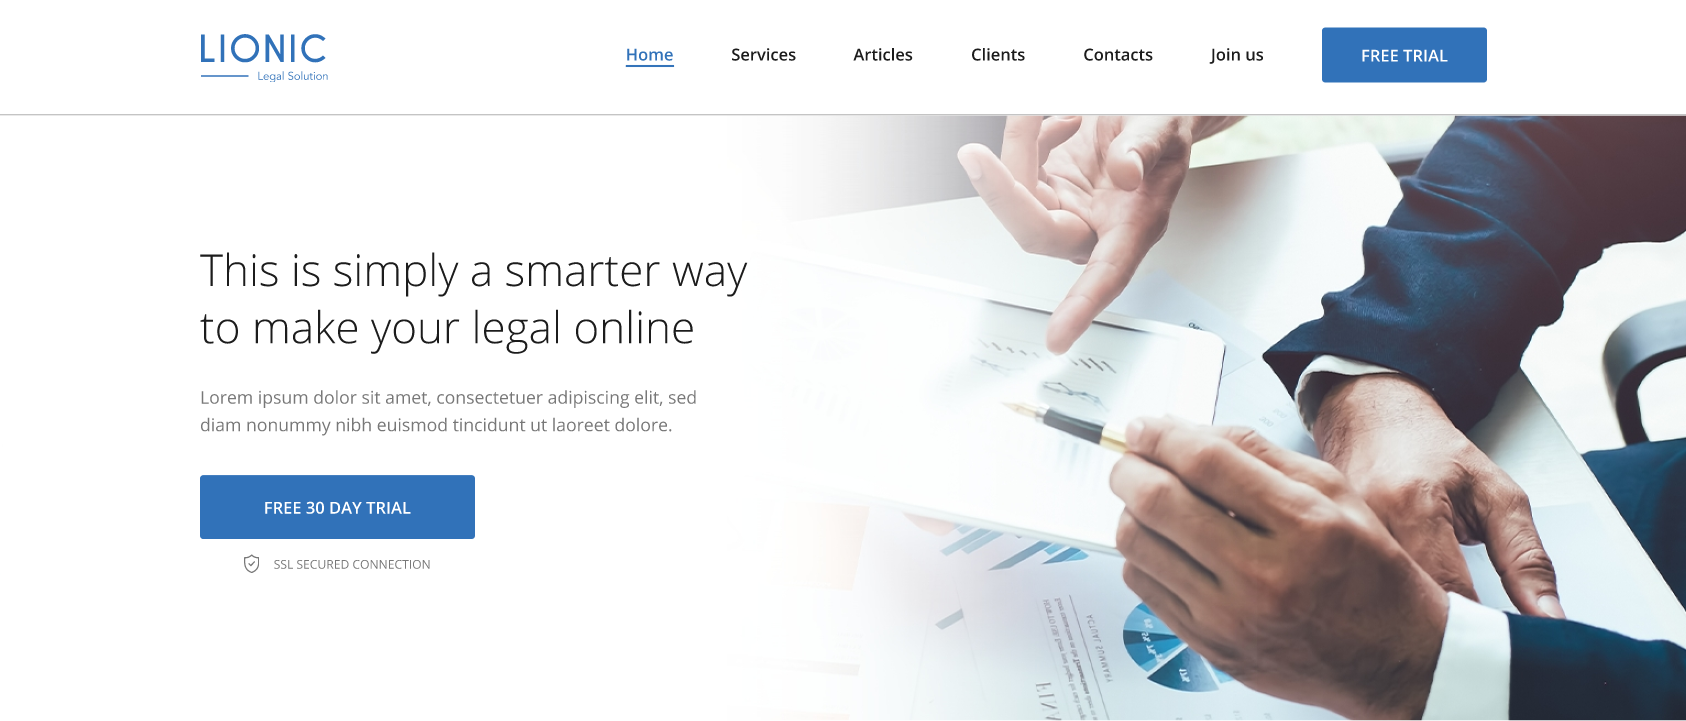 LIONIC
Legal Solution
Home
Services
Articles
Clients
Contacts
Join us
FREE TRIAL
This is simply a smarter way
to make your legal online
Lorem ipsum dolor sit amet, consectetuer adipiscing elit, sed
diam nonummy nibh euismod tincidunt ut laoreet dolore.
FREE 30 DAY TRIAL
SSL SECURED CONNECTION
ACTUAL SUMMARY